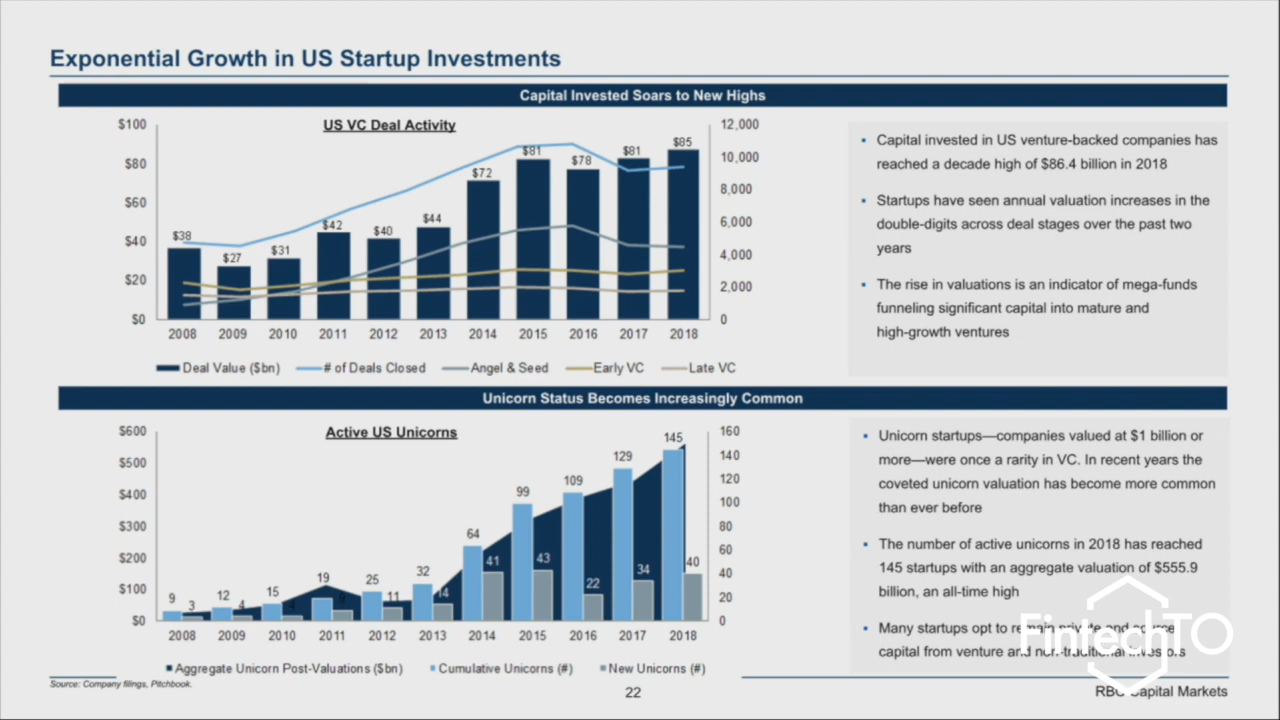 Exponential Growth in US Startup Investments
Capital Invested Soars to New Highs
US VC Deal Activity
$100
$80
$60
$40
$20
$0
12,000
10,000
8,000
6,000
4,000
2,000
0
$38
$27
$31
$42
$40
$44
$72
$81
$78
$81
$85
2008 2009 2010 2011 2012 2013 2014 2015 2016 2017 2018
Deal Value ($bn) # of Deals Closed Angel & Seed Early VC Late VC
▪ Capital invested in US venture-backed companies has
reached a decade high of $86.4 billion in 2018
▪ Startups have seen annual valuation increases in the
double-digits across deal stages over the past two
years
▪ The rise in valuations is an indicator of mega-funds
funneling significant capital into mature and
high-growth ventures
Unicorn Status Becomes Increasingly Common
Active US Unicorns
$600
$500
$400
$300
$200
$100
$0
160
140
120
100
80
60
40
20
0
9 12 15 19 25 32 64 99 109 129 145
3 4 4 9 11 14 41 43 22 34 40
2008 2009 2010 2011 2012 2013 2014 2015 2016 2017 2018
Aggregate Unicorn Post-Valuations ($bn) Cumulative Unicorns (#) New Unicorns (#)
▪ Unicorn startups—companies valued at $1 billion or
more—were once a rarity in VC. In recent years the
coveted unicorn valuation has become more common
than ever before
▪ The number of active unicorns in 2018 has reached
145 startups with an aggregate valuation of $555.9
billion, an all-time high
▪ Many startups opt to remain private and source
capital from venture and non-traditional investors
FintechTO
Source: Company filings, Pitchbook.
22
RBC Capital Markets